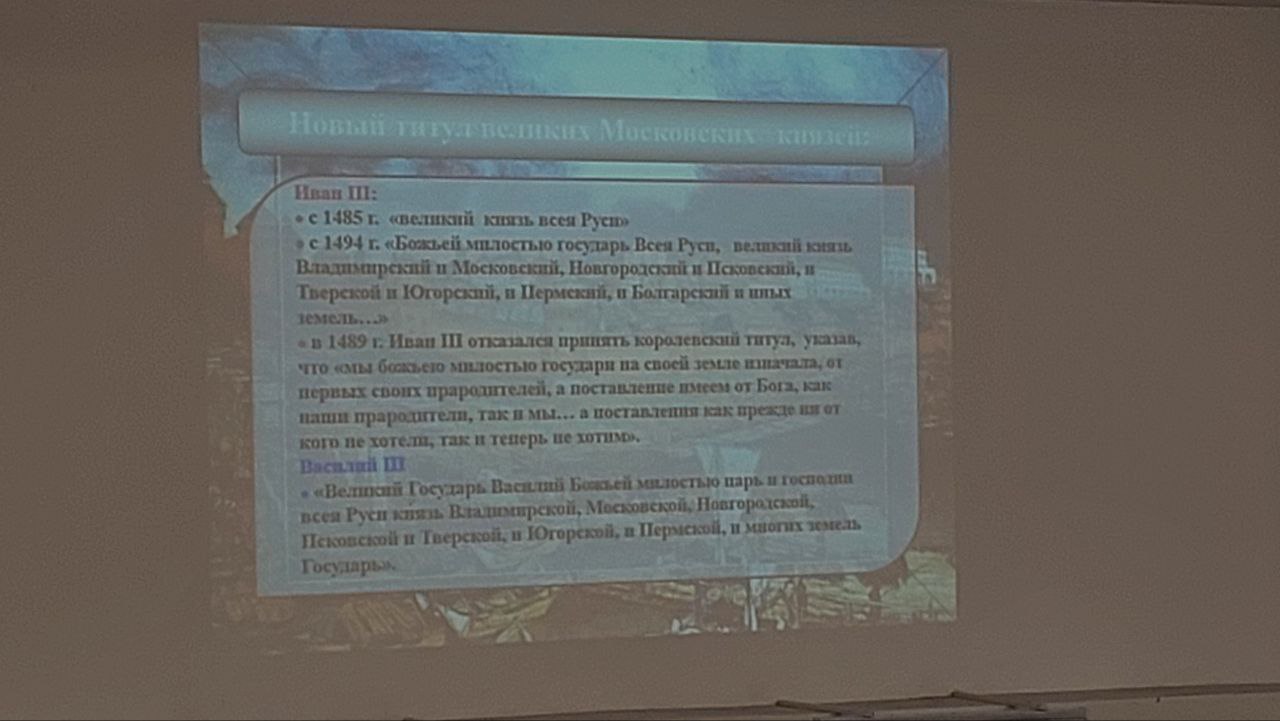 Новый титул великих Московских князей:
Иван III:
• с 1485 г. «великий князь всея Руси»
• с 1494 г. «Божьей милостью государь Всея Руси, великий князь
Владимирский и Московский, Новгородский и Псковский, и
Тверской и Югорский, и Пермский, и Болгарский и иных
земель…»
• в 1489 г. Иван III отказался принять королевский титул, указав,
что «мы божьею милостью государи на своей земле изначала, от
первых своих прародителей, а поставление имеем от Бога, как
наши прародители, так и мы… а поставления как прежде ни от
кого не хотели, так и теперь не хотим».
Василий III
• «Великий Государь Василий Божьей милостью царь и господин
всея Руси князь Владимирской, Московской, Новгородской,
Псковской и Тверской, и Югорской, и Пермской, и многих земель
Государь».